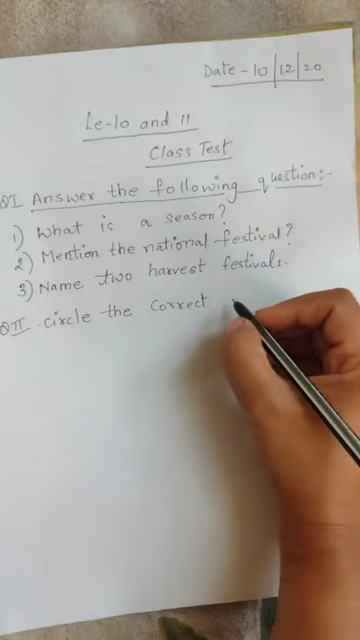 Date - 10/12/20
Le-10 and 11
Class Test
QI Answer the following question:-
1) What is a season?
2) Mention the national festival?
3) Name two harvest festivals.
QII. circle the Correct